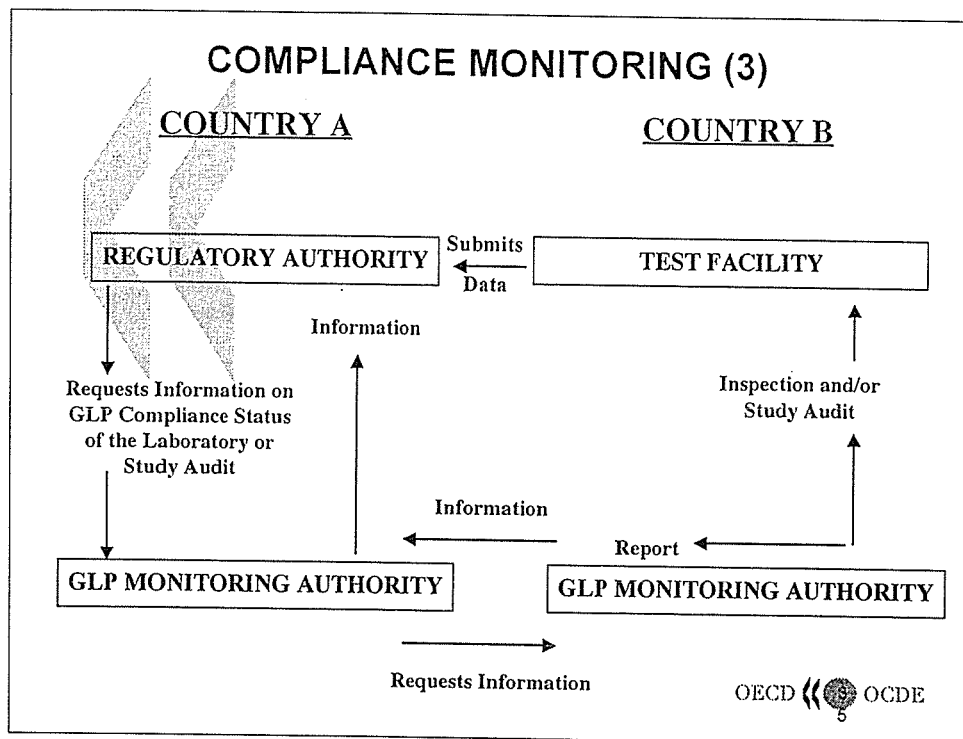 COMPLIANCE MONITORING (3)
COUNTRY A
COUNTRY B
REGULATORY AUTHORITY
Submits
Data
TEST FACILITY
Information
Requests Information on
GLP Compliance Status
of the Laboratory or
Study Audit
Inspection and/or
Study Audit
Information
Report
GLP MONITORING AUTHORITY
GLP MONITORING AUTHORITY
Requests Information
OECD OCDE
5